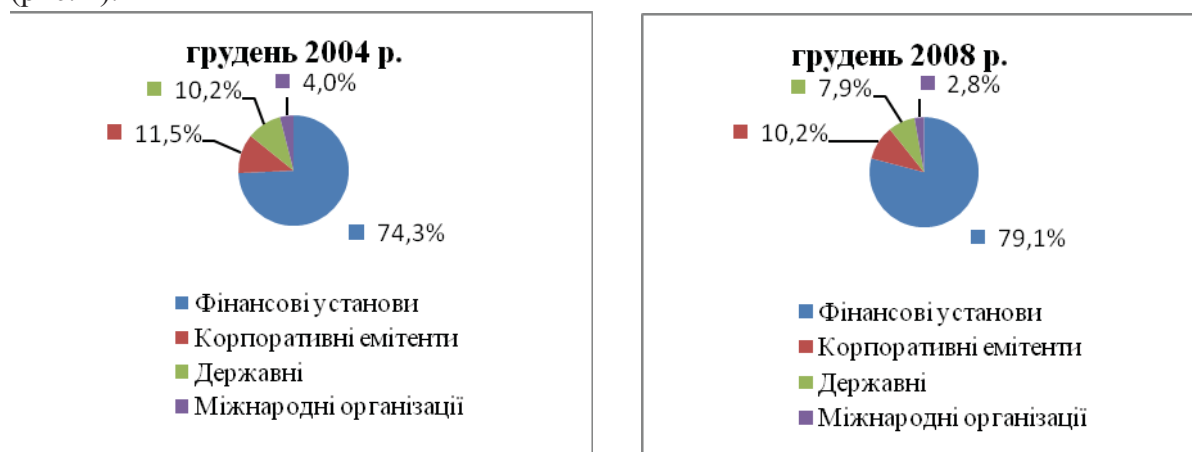 грудень 2004 р.
4,0%
10,2%
11,5%
74,3%
Фінансові установи
Корпоративні емітенти
Державні
Міжнародні організації
грудень 2008 р.
2,8%
7,9%
10,2%
79,1%
Фінансові установи
Корпоративні емітенти
Державні
Міжнародні організації